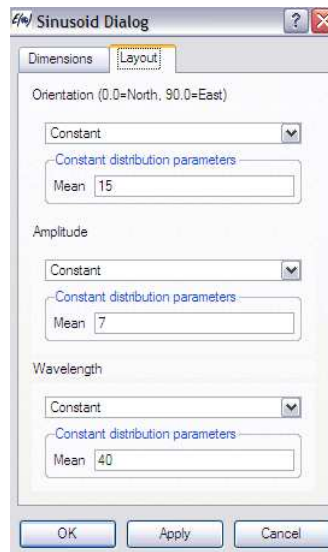 Sinusoid Dialog
Dimensions Layout
Orientation (0.0=North, 90.0=East)
Constant
Constant distribution parameters
Mean 15
Amplitude
Constant
Constant distribution parameters
Mean 7
Wavelength
Constant
Constant distribution parameters
Mean 40
OK Apply Cancel